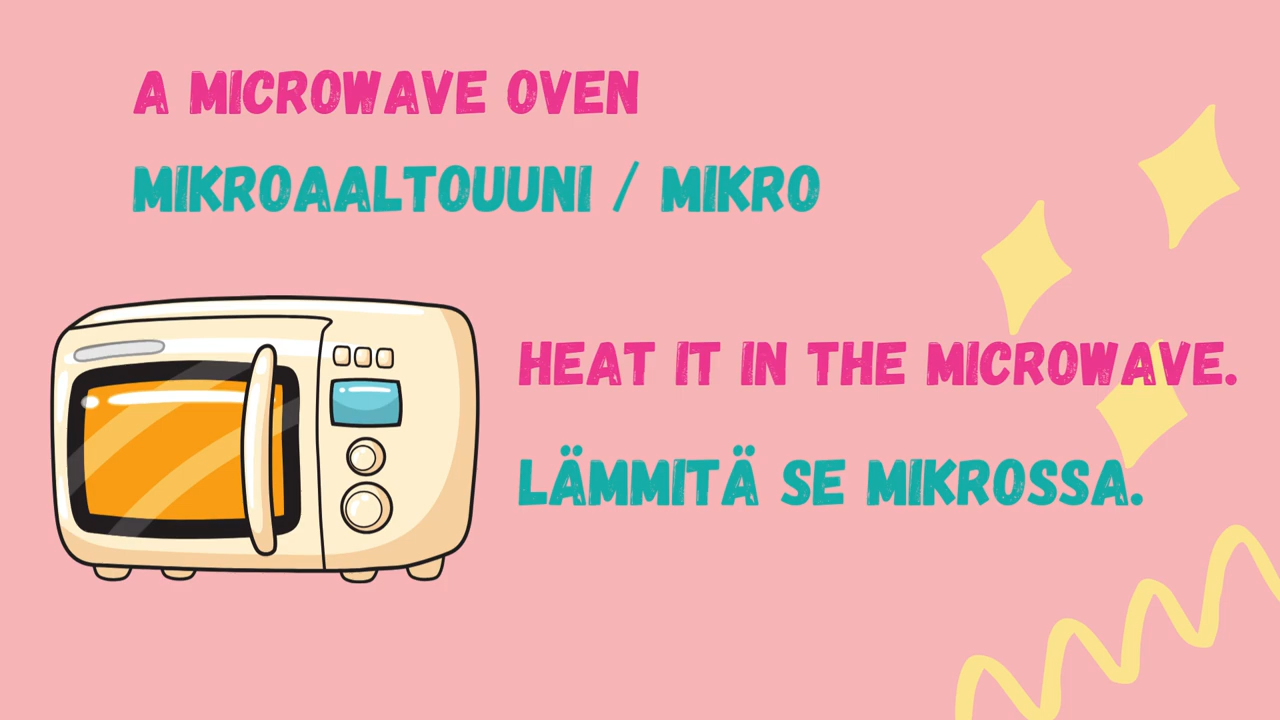 A MICROWAVE OVEN
MIKROAALTOUUNI / MIKRO
HEAT IT IN THE MICROWAVE.
LÄMMITÄ SE MIKROSSA.